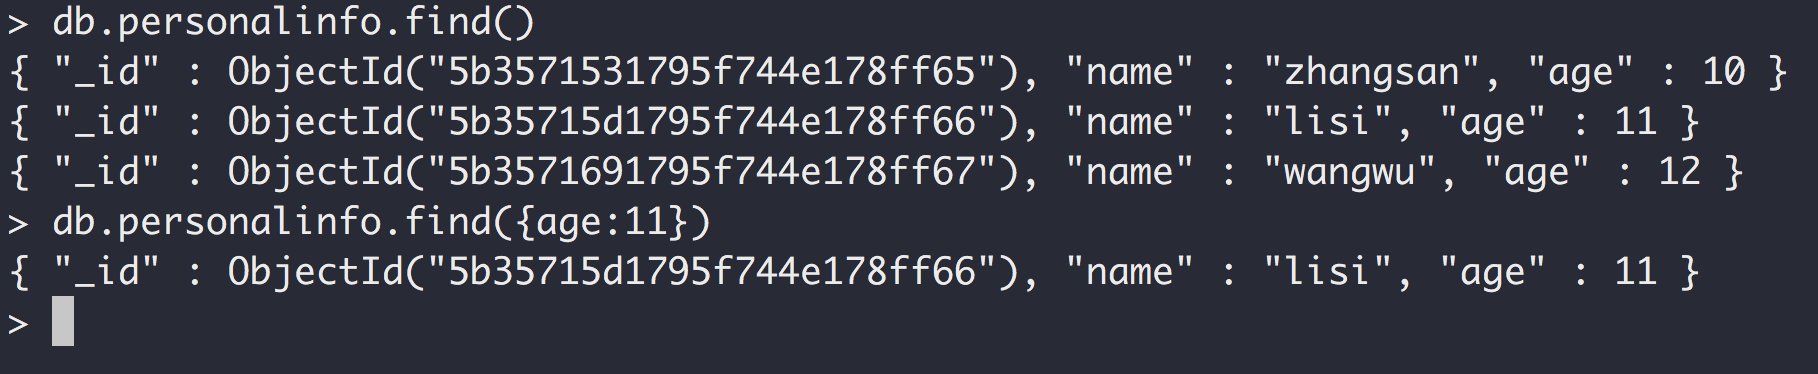 > db.personalinfo.find()
{ "_id" : ObjectId("5b3571531795f744e178ff65"), "name" : "zhangsan", "age" : 10 }
{ "_id" : ObjectId("5b35715d1795f744e178ff66"), "name" : "lisi", "age" : 11 }
{ "_id" : ObjectId("5b3571691795f744e178ff67"), "name" : "wangwu", "age" : 12 }
> db.personalinfo.find({age:11})
{ "_id" : ObjectId("5b35715d1795f744e178ff66"), "name" : "lisi", "age" : 11 }
>